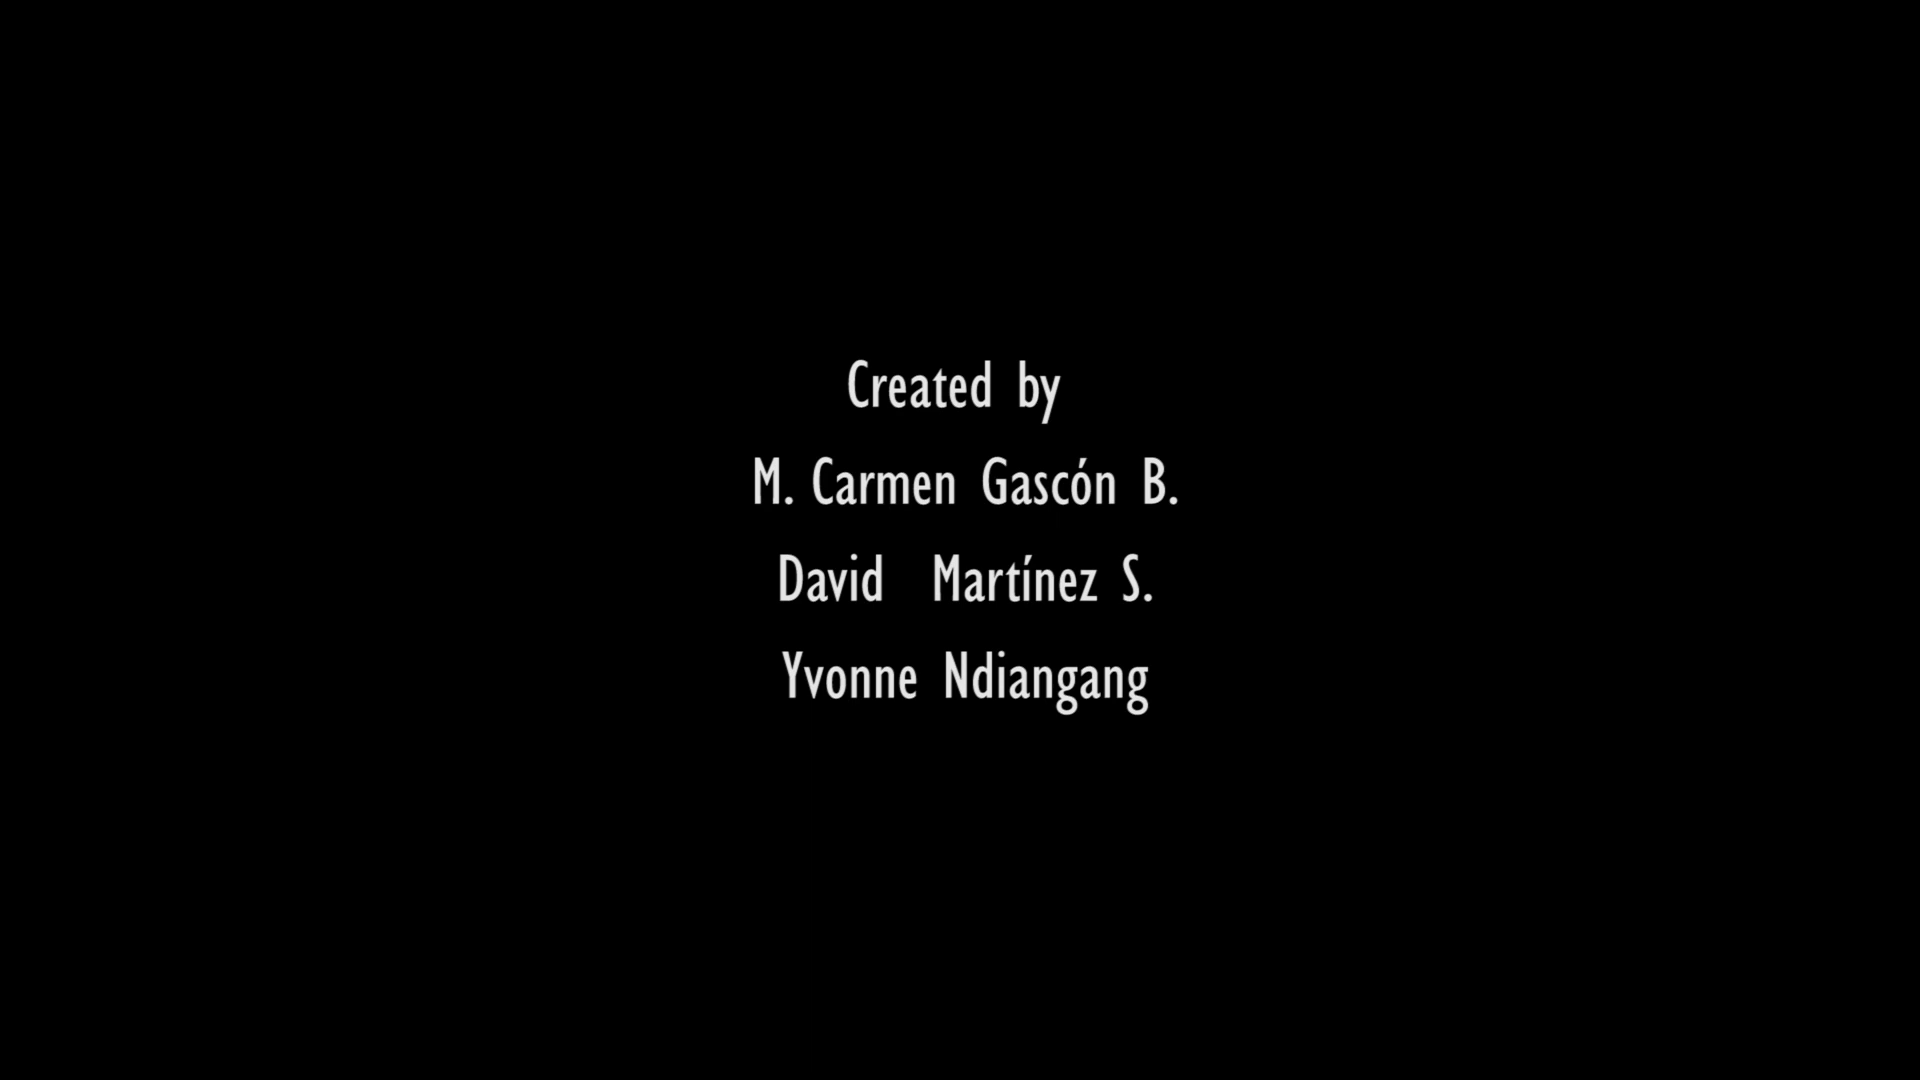 Created by
M. Carmen Gascón B.
David Martínez S.
Yvonne Ndiangang